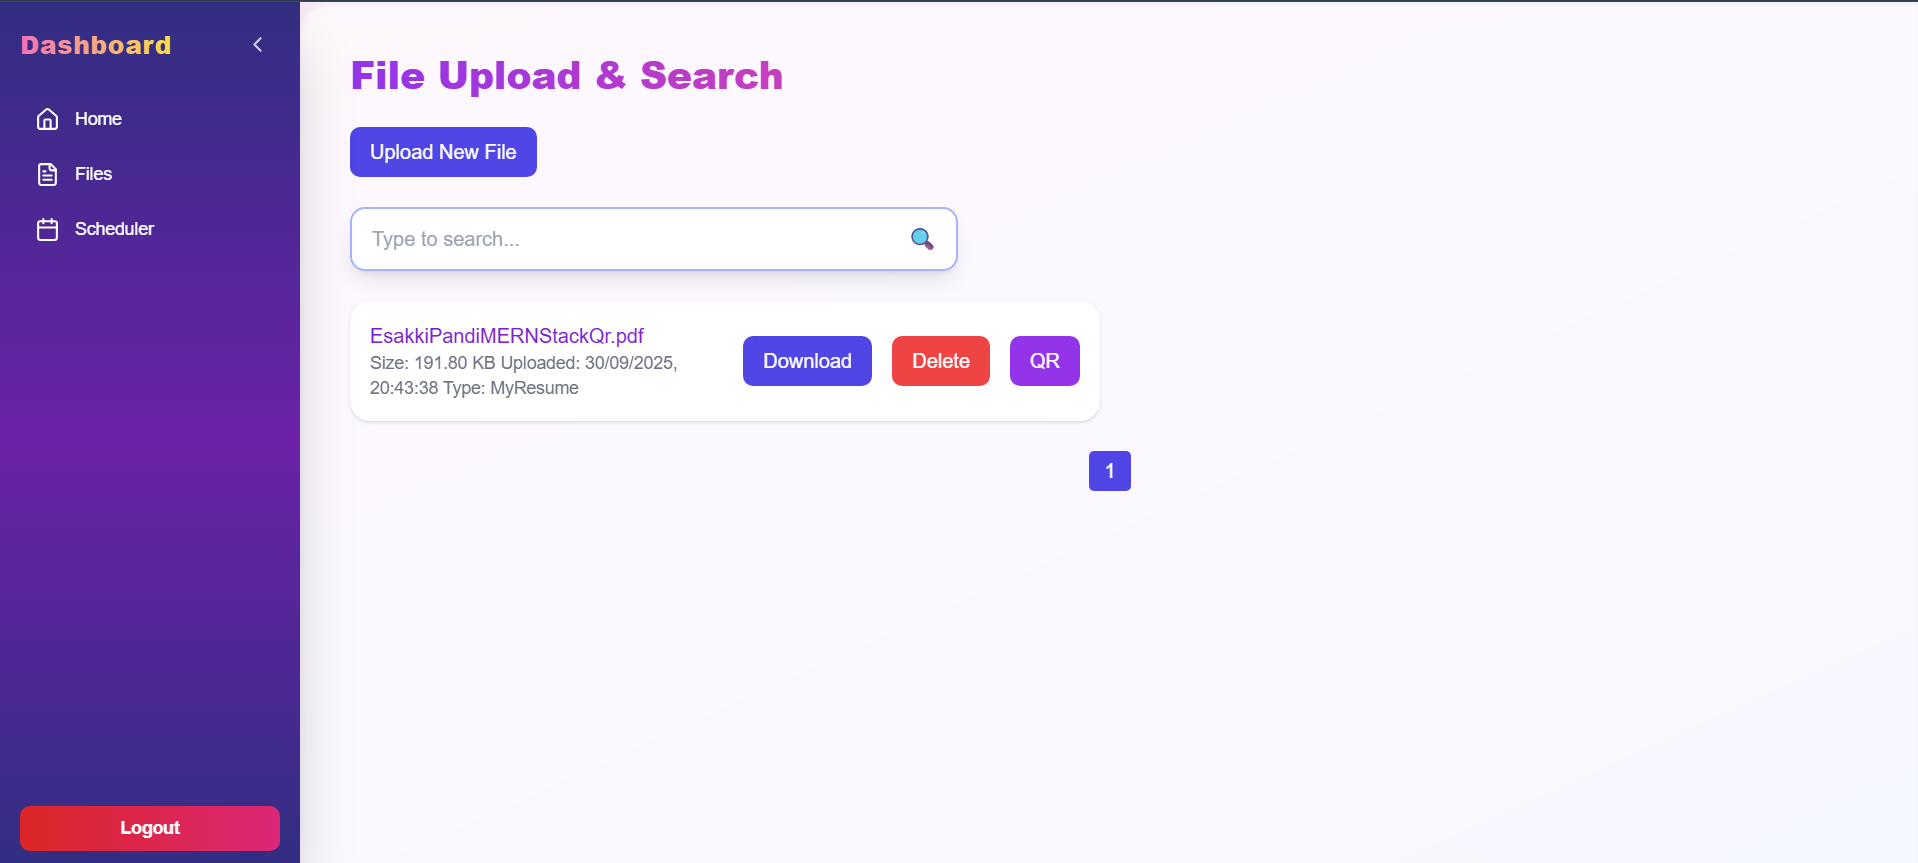 Dashboard
Home
Files
Scheduler
Logout
File Upload & Search
Upload New File
Type to search...
EsakkiPandiMERNStackQr.pdf
Size: 191.80 KB Uploaded: 30/09/2025,
20:43:38 Type: MyResume
Download
Delete
QR
1